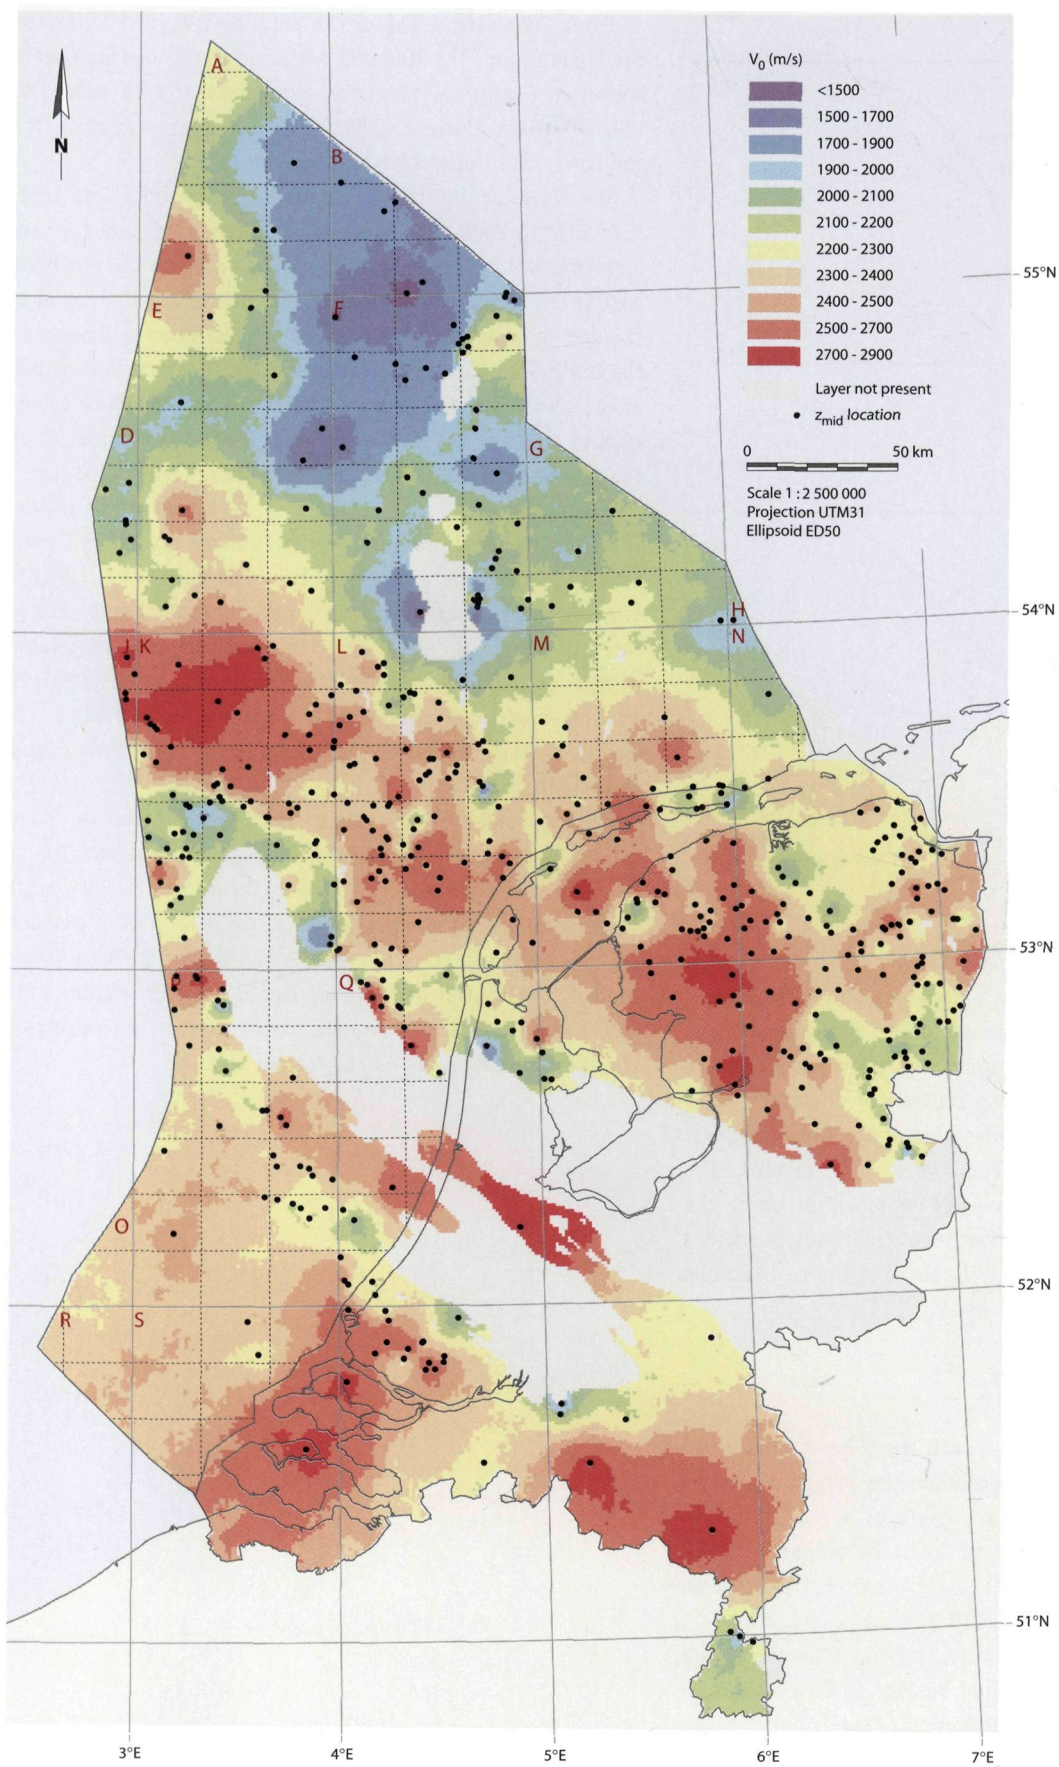 A
V₀ (m/s)
<1500
1500 - 1700
N
B
1700 - 1900
1900 - 2000
2000 - 2100
2100 - 2200
2200 - 2300
55°N
2300 - 2400
E
F
2400 - 2500
2500 - 2700
2700 - 2900
Layer not present
zmid location
D
G
0 50 km
Scale 1 : 2 500 000
Projection UTM31
Ellipsoid ED50
54°N
H
J K L M N
53°N
Q
52°N
O
R S
51°N
3°E 4°E 5°E 6°E 7°E